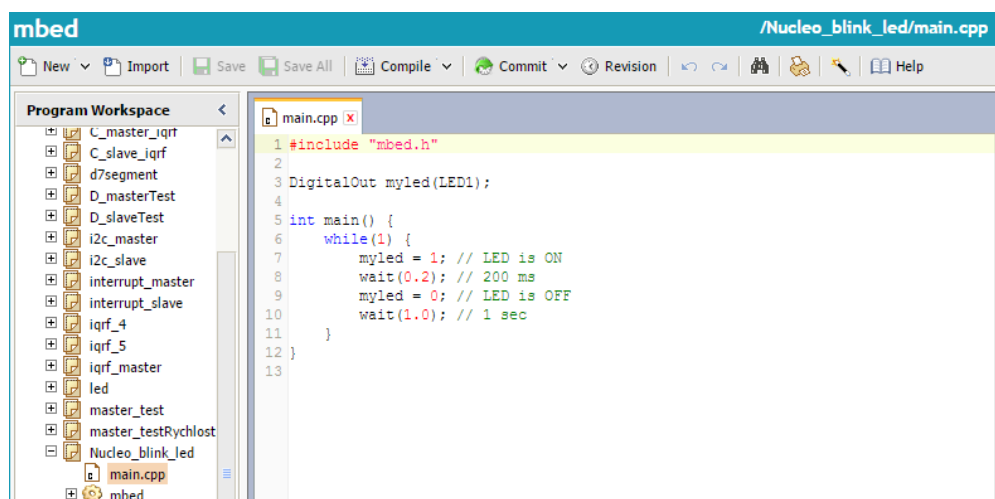 mbed /Nucleo_blink_led/main.cpp
New Import Save Save All Compile Commit Revision Help
Program Workspace
C_master_iqrf
C_slave_iqrf
d7segment
D_masterTest
D_slaveTest
i2c_master
i2c_slave
interrupt_master
interrupt_slave
iqrf_4
iqrf_5
iqrf_master
led
master_test
master_testRychlost
Nucleo_blink_led
main.cpp
mbed
main.cpp
1 #include "mbed.h"
2
3 DigitalOut myled(LED1);
4
5 int main() {
6     while(1) {
7         myled = 1; // LED is ON
8         wait(0.2); // 200 ms
9         myled = 0; // LED is OFF
10         wait(1.0); // 1 sec
11     }
12 }
13